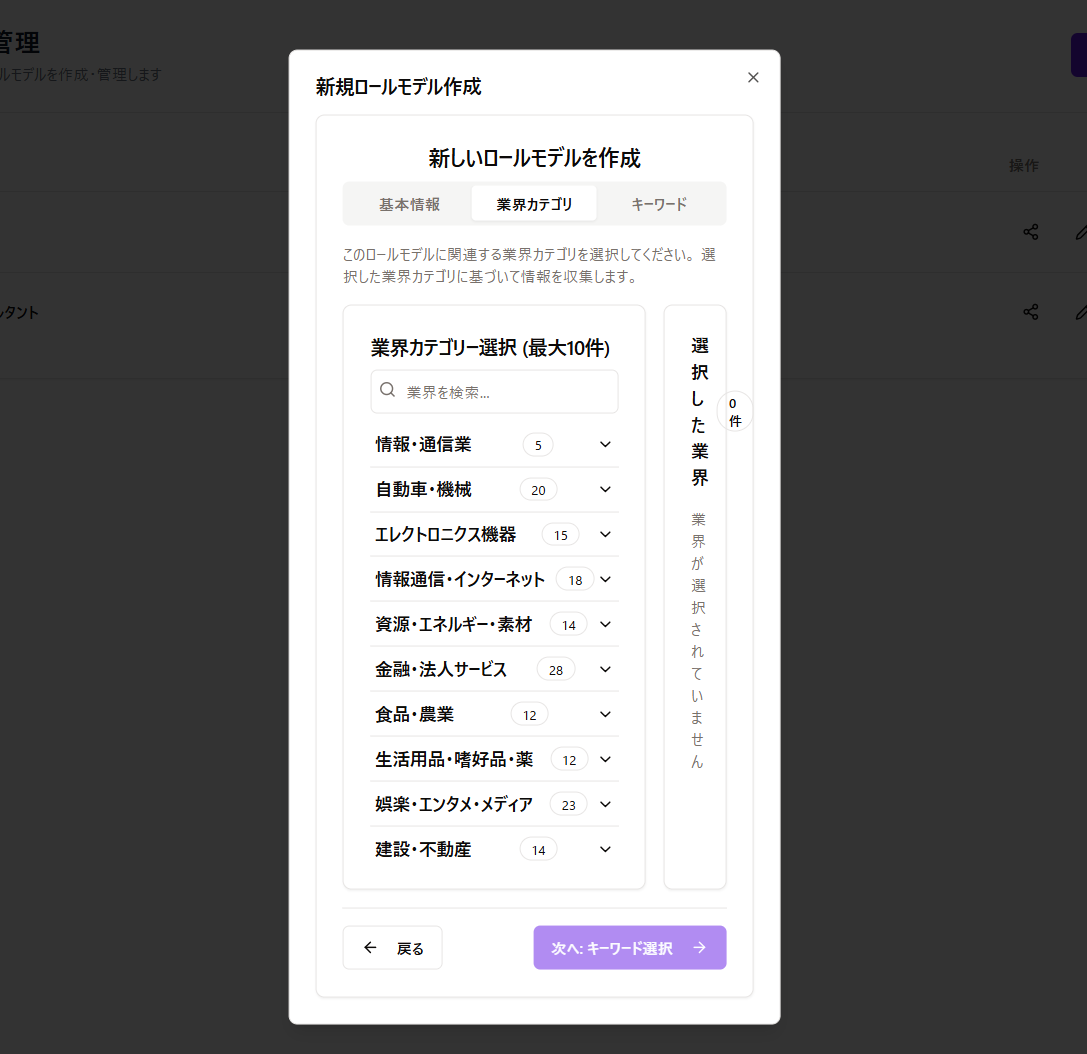 管理
ルモデルを作成・管理します
操作
タント
新規ロールモデル作成
新しいロールモデルを作成
基本情報
業界カテゴリ
キーワード
このロールモデルに関連する業界カテゴリを選択してください。選
択した業界カテゴリに基づいて情報を収集します。
業界カテゴリー選択 (最大10件)
業界を検索...
情報・通信業 5
自動車・機械 20
エレクトロニクス機器 15
情報通信・インターネット 18
資源・エネルギー・素材 14
金融・法人サービス 28
食品・農業 12
生活用品・嗜好品・薬 12
娯楽・エンタメ・メディア 23
建設・不動産 14
選択した業界
0
件
業界が選択されていません
戻る
次へ: キーワード選択